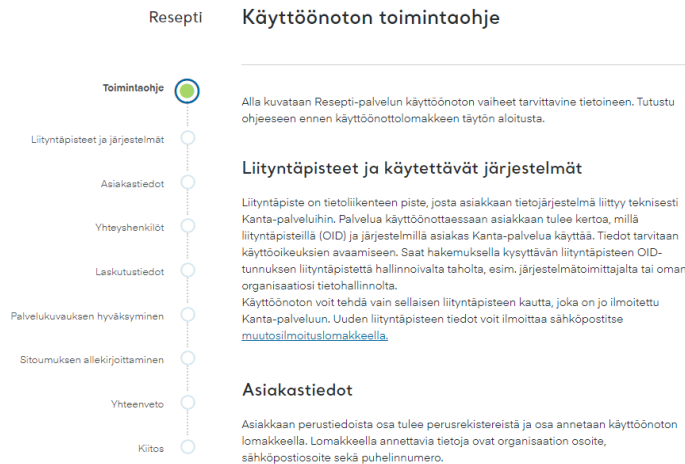 Resepti
Toimintaohje
Liityntäpisteet ja järjestelmät
Asiakastiedot
Yhteyshenkilöt
Laskutustiedot
Palvelukuvauksen hyväksyminen
Sitoumuksen allekirjoittaminen
Yhteenveto
Kiitos
Käyttöönoton toimintaohje
Alla kuvataan Resepti-palvelun käyttöönoton vaiheet tarvittavine tietoineen. Tutustu
ohjeeseen ennen käyttöönottolomakkeen täytön aloitusta.
Liityntäpisteet ja käytettävät järjestelmät
Liityntäpiste on tietoliikenteen piste, josta asiakkaan tietojärjestelmä liittyy teknisesti
Kanta-palveluihin. Palvelua käyttöönottaessaan asiakkaan tulee kertoa, millä
liityntäpisteillä (OID) ja järjestelmillä asiakas Kanta-palvelua käyttää. Tiedot tarvitaan
käyttöoikeuksien avaamiseen. Saat hakemuksella kysyttävän liityntäpisteen OID-
tunnuksen liityntäpistettä hallinnoivalta taholta, esim. järjestelmätoimittajalta tai oman
organisaatiosi tietohallinnolta.
Käyttöönoton voit tehdä vain sellaisen liityntäpisteen kautta, joka on jo ilmoitettu
Kanta-palveluun. Uuden liityntäpisteen tiedot voit ilmoittaa sähköpostitse
muutosilmoituslomakkeella.
Asiakastiedot
Asiakkaan perustiedoista osa tulee perusrekistereistä ja osa annetaan käyttöönoton
lomakkeella. Lomakkeella annettavia tietoja ovat organisaation osoite,
sähköpostiosoite sekä puhelinnumero.